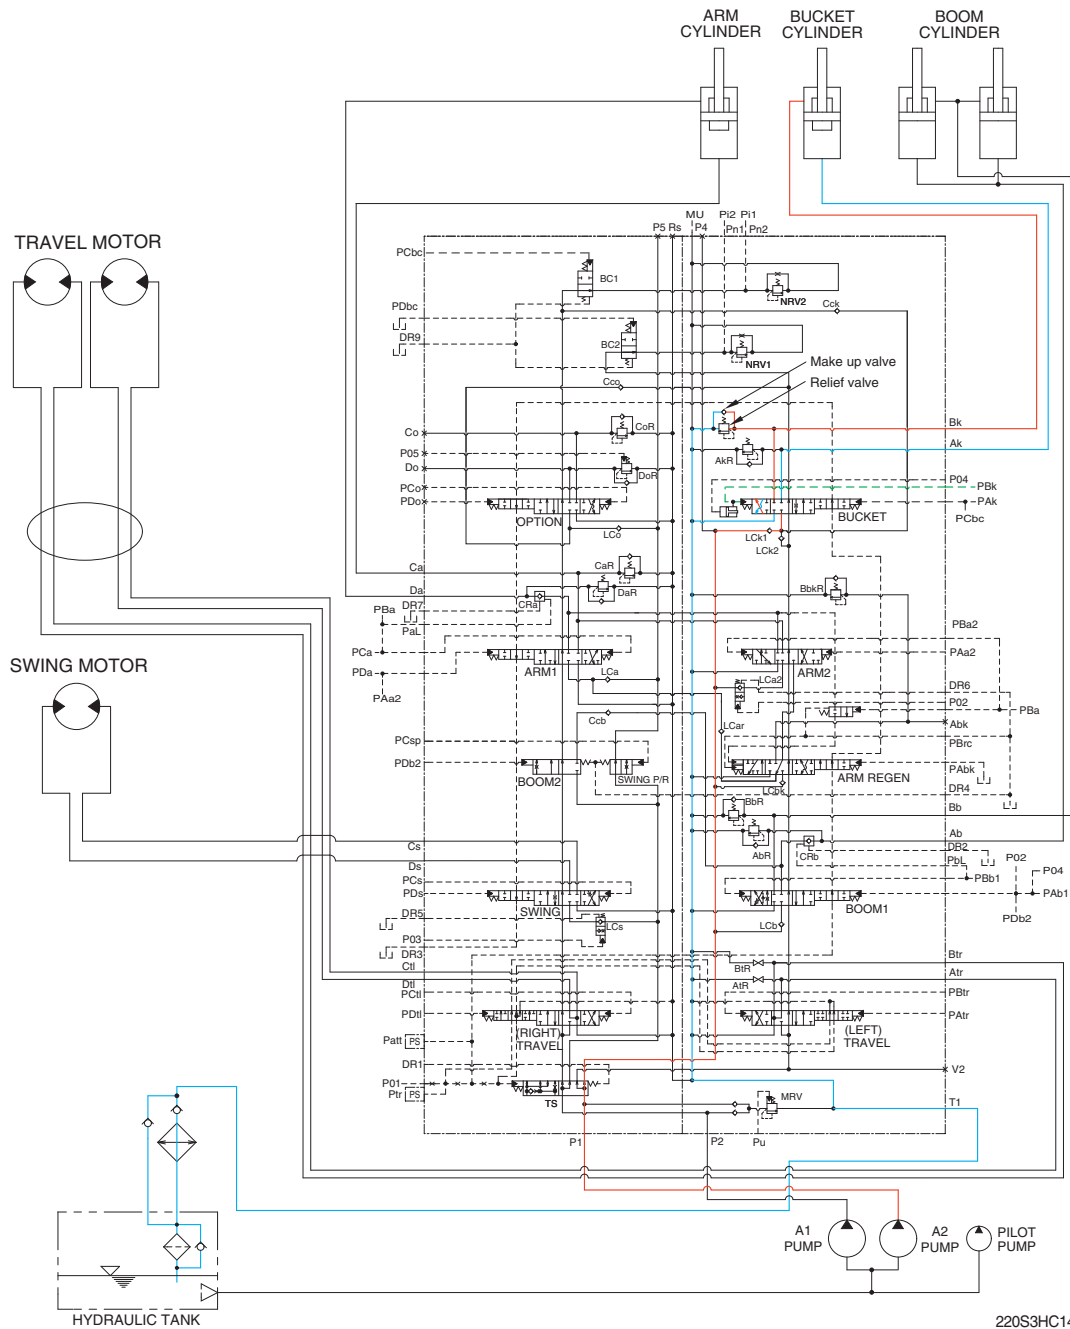 ARM
CYLINDER
BUCKET
CYLINDER
BOOM
CYLINDER
TRAVEL MOTOR
SWING MOTOR
MU
Pi2 Pi1
P5 Rs P4
Pn1 Pn2
PCbc
BC1
NRV2
Cck
PDbc
DR9
BC2
NRV1
Make up valve
Relief valve
Cco
Co
CoR
Bk
Ak
P05
Do
DoR
AkR
P04
PBk
PCo
PDo
PAk
PCbc
OPTION
BUCKET
LCo
LCk1
LCk2
Ca
CaR
Da
DaR
CRa
BbkR
DR7
PBa
PaL
PBa2
PCa
PAa2
PDa
PAa2
ARM1
ARM2
LCa
LCa2
DR6
P02
PBa
Ccb
LCar
Abk
PCsp
PBrc
PDb2
PAbk
BOOM2
SWING P/R
ARM REGEN
LCbk
DR4
BbR
Bb
Cs
AbR
CRb
Ab
DR2
PbL
P02
P04
Ds
PCs
PDs
PBb1
PAb1
PDb2
SWING
BOOM1
DR5
LCs
LCb
P03
DR3
Ctl
BtR
Btr
AtR
Atr
Dtl
PCtl
PBtr
PDtl
PAtr
(RIGHT)
TRAVEL
(LEFT)
TRAVEL
Patt PS
DR1
P01
V2
Ptr PS
TS
MRV
T1
P1
P2
Pu
A1
PUMP
A2
PUMP
PILOT
PUMP
HYDRAULIC TANK
220S3HC14